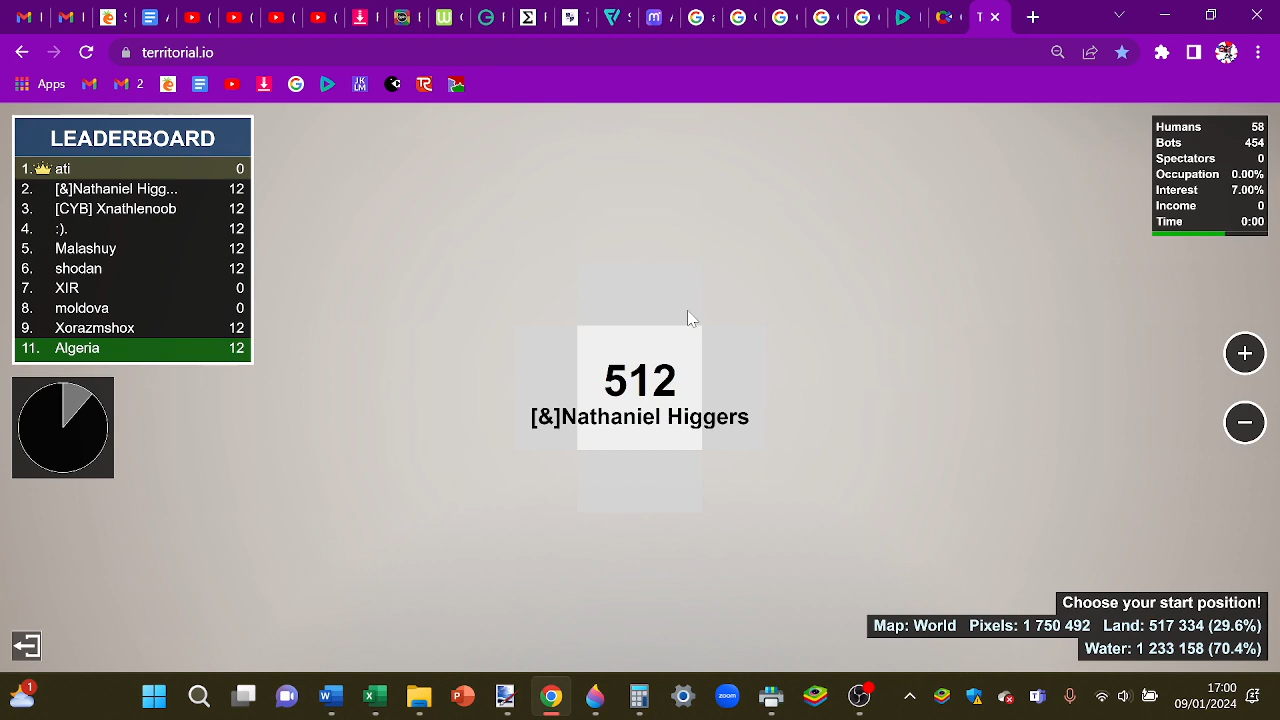 territorial.io
Apps
2
LEADERBOARD
1. ati 0
2. [&]Nathaniel Higg... 12
3. [CYB] Xnathlenoob 12
4. :). 12
5. Malashuy 12
6. shodan 12
7. XIR 0
8. moldova 0
9. Xorazmshox 12
11. Algeria 12
Humans 58
Bots 454
Spectators 0
Occupation 0.00%
Interest 7.00%
Income 0
Time 0:00
512
[&]Nathaniel Higgers
+
−
Choose your start position!
Map: World Pixels: 1 750 492 Land: 517 334 (29.6%)
Water: 1 233 158 (70.4%)
1
zoom
17:00
09/01/2024